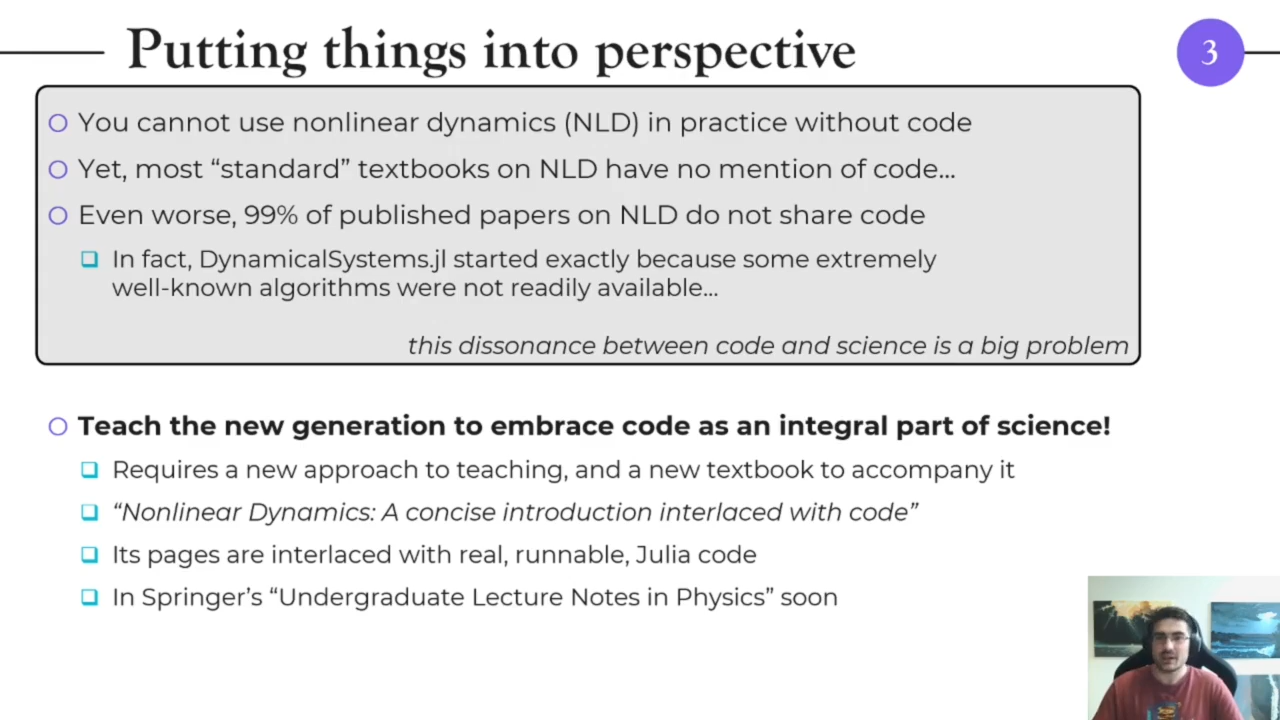 Putting things into perspective
3
You cannot use nonlinear dynamics (NLD) in practice without code
Yet, most “standard” textbooks on NLD have no mention of code...
Even worse, 99% of published papers on NLD do not share code
In fact, DynamicalSystems.jl started exactly because some extremely
well-known algorithms were not readily available...
this dissonance between code and science is a big problem
Teach the new generation to embrace code as an integral part of science!
Requires a new approach to teaching, and a new textbook to accompany it
“Nonlinear Dynamics: A concise introduction interlaced with code”
Its pages are interlaced with real, runnable, Julia code
In Springer’s “Undergraduate Lecture Notes in Physics” soon